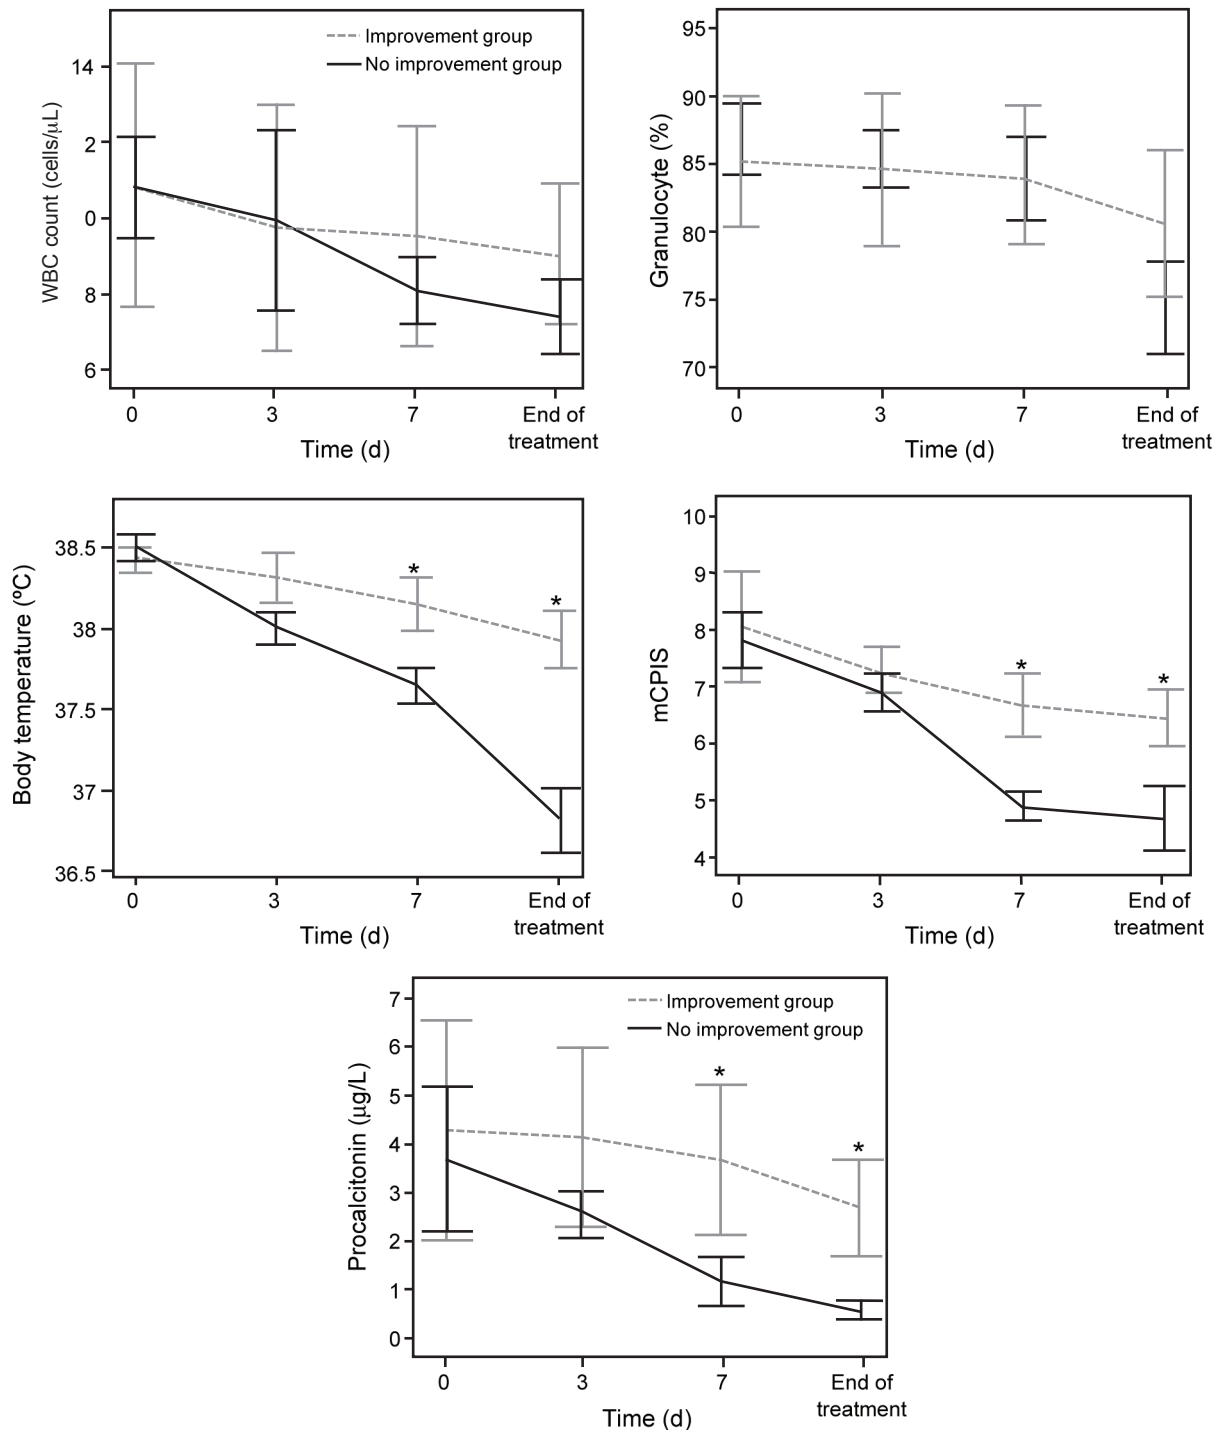 Improvement group
No improvement group
WBC count (cells/μL)
14
2
0
8
6
0
3
7
End of
treatment
Time (d)
Granulocyte (%)
95
90
85
80
75
70
0
3
7
End of
treatment
Time (d)
Body temperature (ºC)
38.5
38
37.5
37
36.5
*
*
0
3
7
End of
treatment
Time (d)
mCPIS
10
9
8
7
6
5
4
*
*
0
3
7
End of
treatment
Time (d)
Improvement group
No improvement group
Procalcitonin (μg/L)
7
6
5
4
3
2
1
0
*
*
0
3
7
End of
treatment
Time (d)